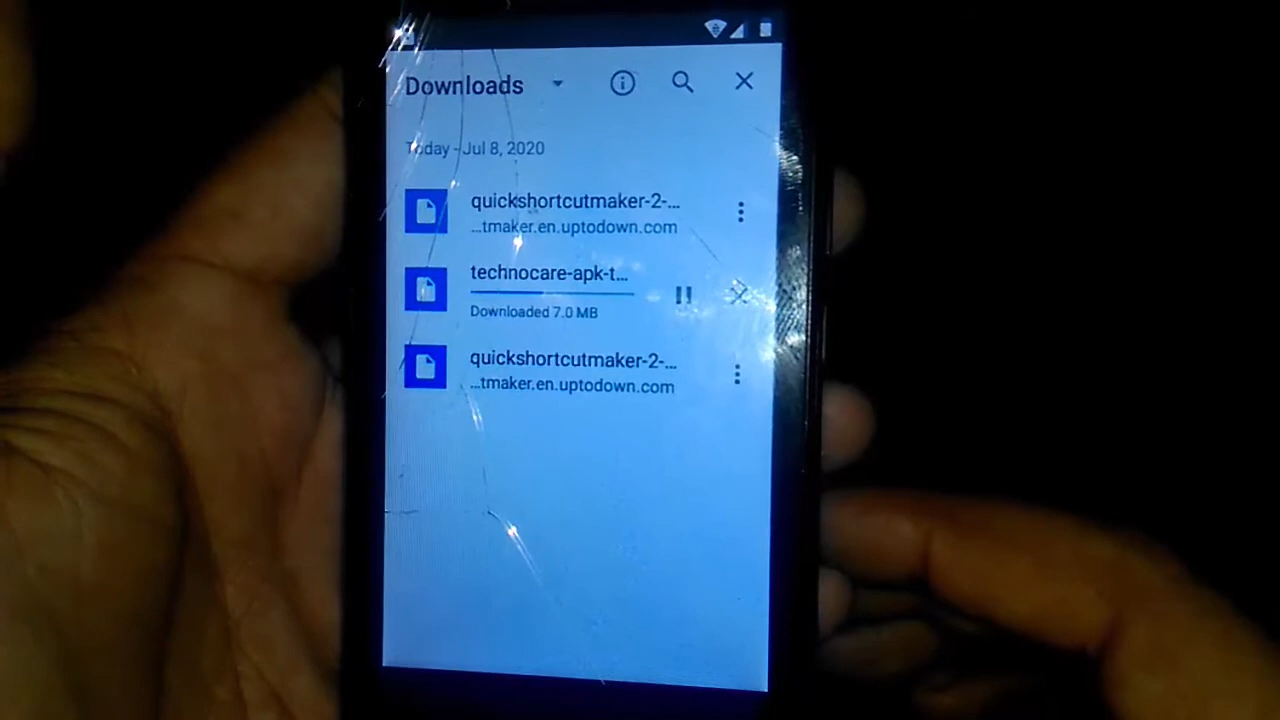 Downloads
Today - Jul 8, 2020
quickshortcutmaker-2-...
...tmaker.en.uptodown.com
technocare-apk-t...
Downloaded 7.0 MB
quickshortcutmaker-2-...
...tmaker.en.uptodown.com